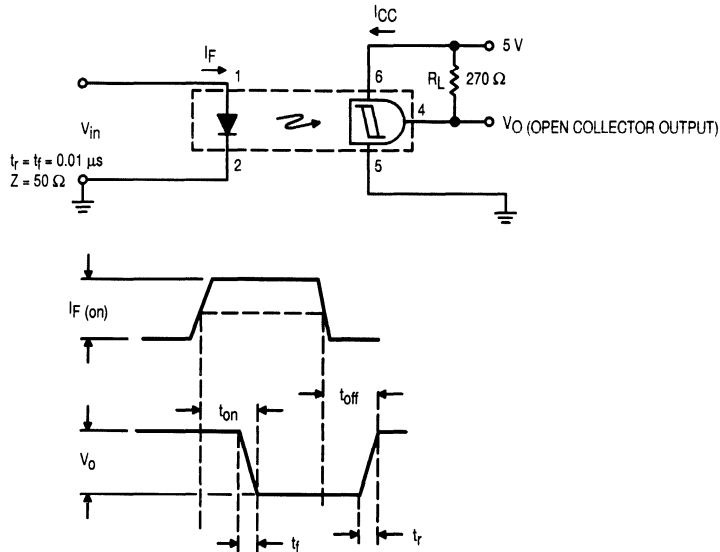 ICC
IF
5 V
1
6
RL 270 Ω
4
VO (OPEN COLLECTOR OUTPUT)
Vin
tr = tf = 0.01 μs
Z = 50 Ω
2
5
IF (on)
ton
toff
Vo
tf
tr